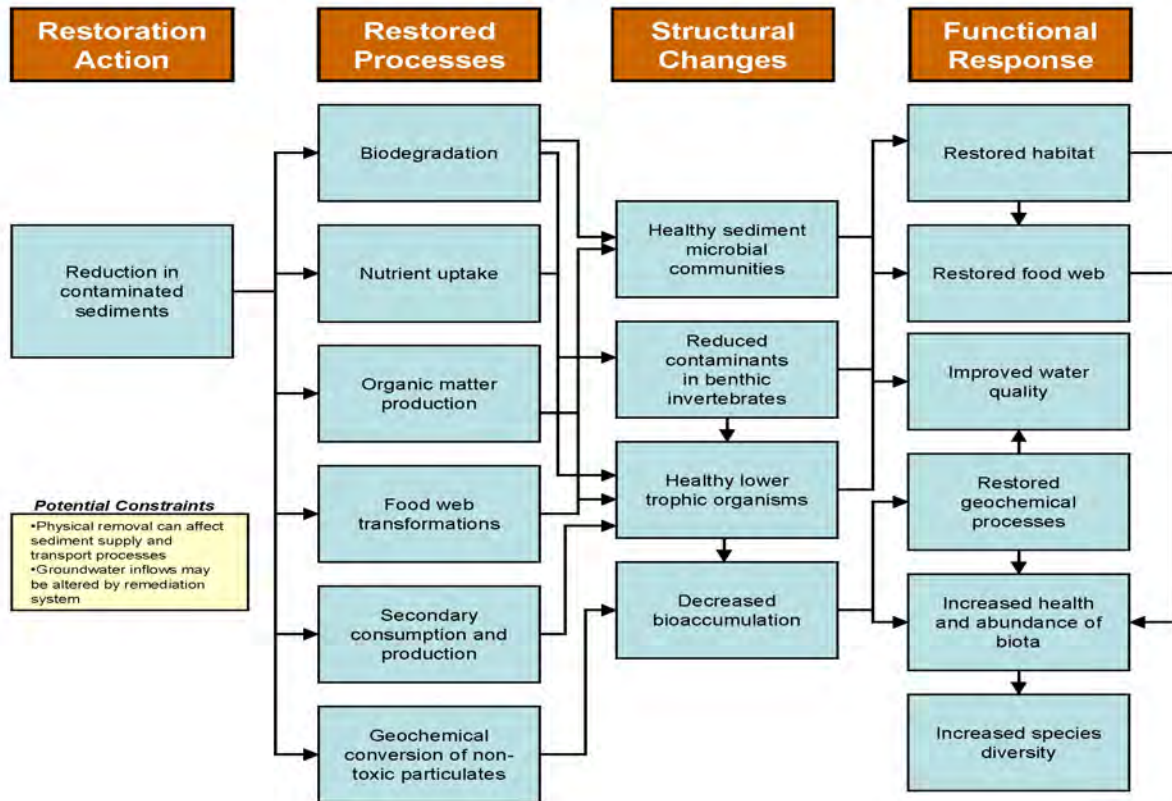 Restoration
Action
Restored
Processes
Structural
Changes
Functional
Response
Reduction in
contaminated
sediments
Potential Constraints
•Physical removal can affect
sediment supply and
transport processes
•Groundwater inflows may
be altered by remediation
system
Biodegradation
Nutrient uptake
Organic matter
production
Food web
transformations
Secondary
consumption and
production
Geochemical
conversion of non-
toxic particulates
Healthy sediment
microbial
communities
Reduced
contaminants
in benthic
invertebrates
Healthy lower
trophic organisms
Decreased
bioaccumulation
Restored habitat
Restored food web
Improved water
quality
Restored
geochemical
processes
Increased health
and abundance of
biota
Increased species
diversity